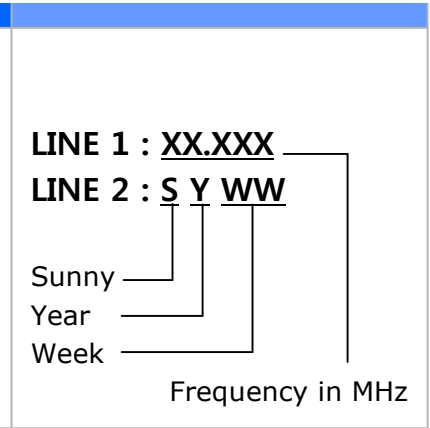 LINE 1 : XX.XXX
LINE 2 : S Y WW
Sunny
Year
Week
Frequency in MHz